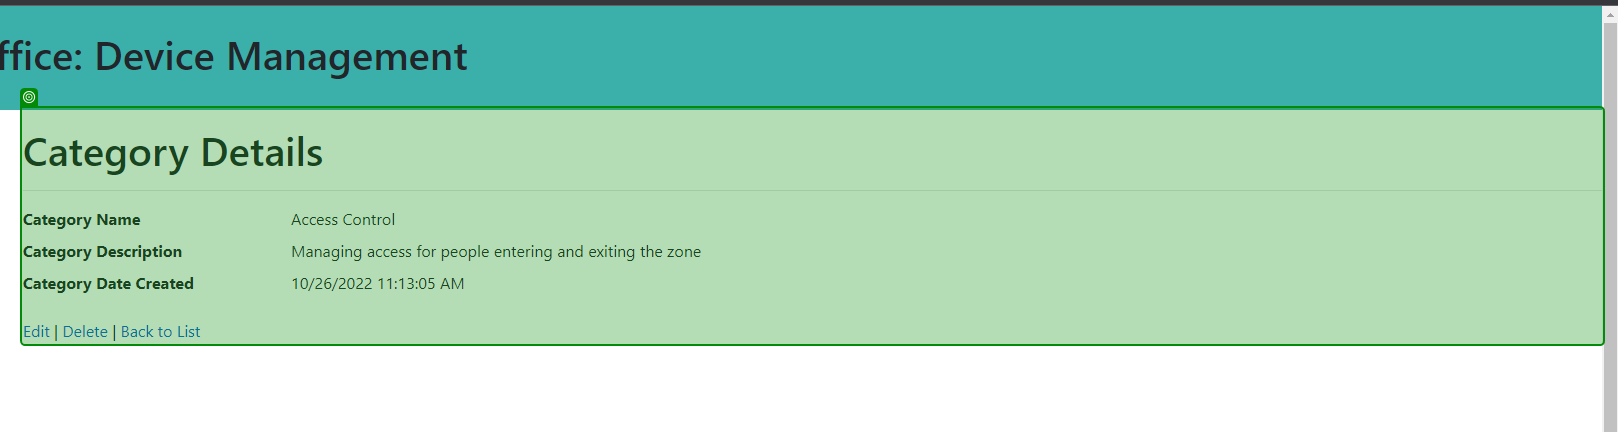 ffice: Device Management
Category Details
Category Name Access Control
Category Description Managing access for people entering and exiting the zone
Category Date Created 10/26/2022 11:13:05 AM
Edit | Delete | Back to List